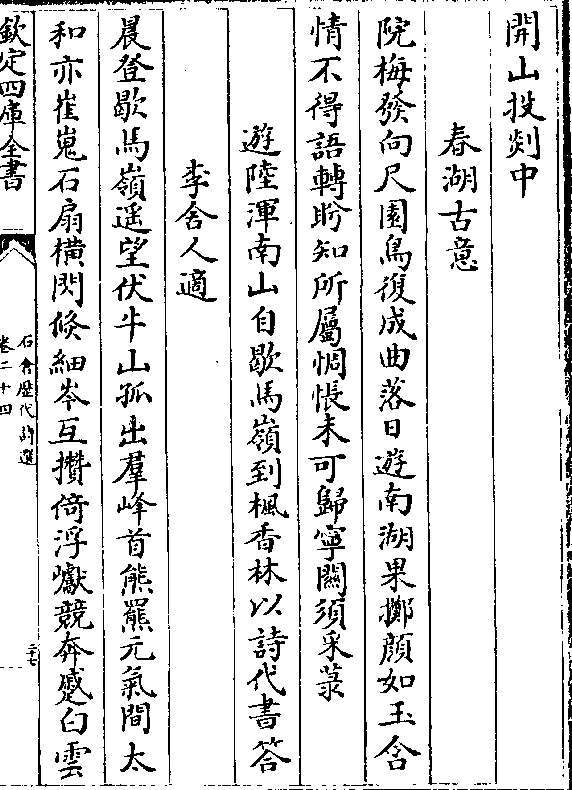 開山投剡中
春湖古意
院梅發向尺園鳥復成曲落日遊南湖果擲顔如玉含
情不得語轉盻知所屬惆悵未可歸寧闗須采菉
遊陸渾南山自歇馬嶺到楓香林以詩代書答
李舍人適
晨登歇馬嶺遥望伏牛山孤出羣峰首熊羆元氣間太
和亦崔嵬石扇横閃倐細岑互攢倚浮巘競奔蹙白雲
欽定四庫全書
石倉歴代詩選
卷二十四
三七